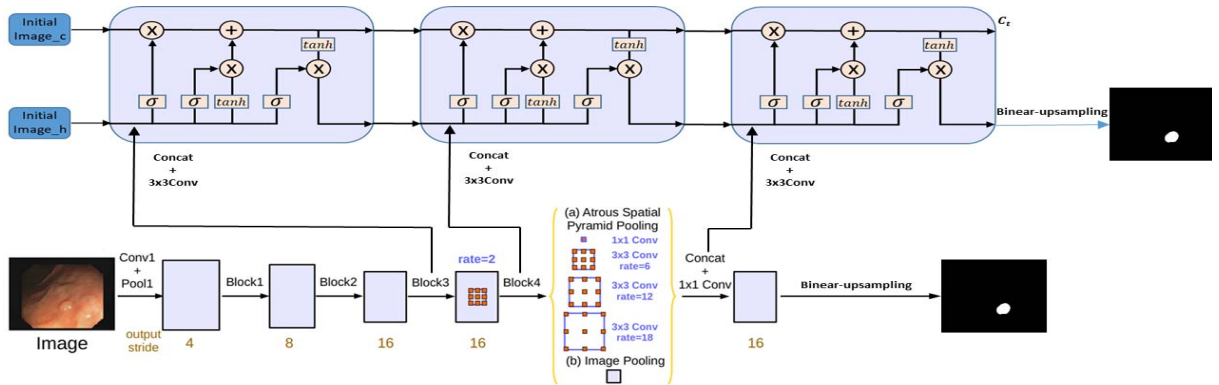 Initial
Image_c
σ
σ
tanh
σ
tanh
σ
σ
tanh
σ
tanh
σ
σ
tanh
σ
tanh
C_t
Initial
Image_h
Binear-upsampling
Concat
+
3x3Conv
Concat
+
3x3Conv
Concat
+
3x3Conv
Image
Conv1
+
Pool1
output
stride
4
Block1
8
Block2
16
Block3
rate=2
16
Block4
(a) Atrous Spatial
Pyramid Pooling
1x1 Conv
3x3 Conv
rate=6
3x3 Conv
rate=12
3x3 Conv
rate=18
(b) Image Pooling
Concat
+
1x1 Conv
16
Binear-upsampling